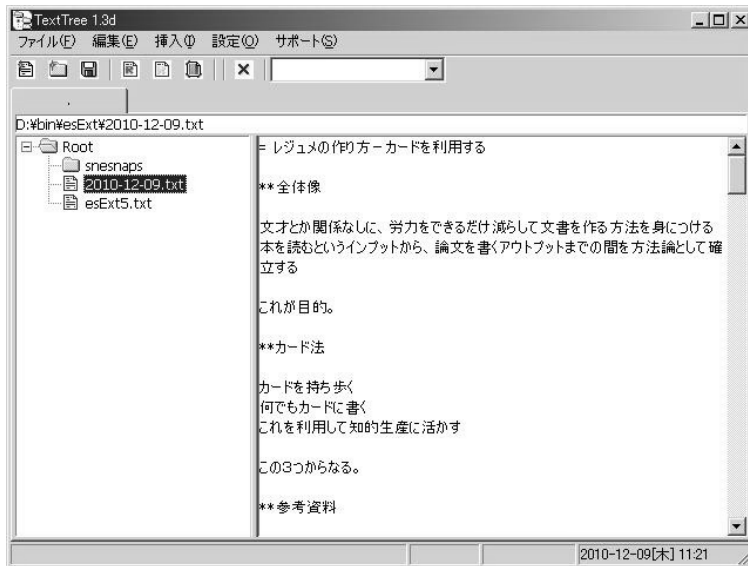 TextTree 1.3d
ファイル(F) 編集(E) 挿入(I) 設定(O) サポート(S)
D:¥bin¥esExt¥2010-12-09.txt
Root
snesnaps
2010-12-09.txt
esExt5.txt
= レジュメの作り方－カードを利用する
**全体像
文才とか関係なしに、労力をできるだけ減らして文書を作る方法を身につける
本を読むというインプットから、論文を書くアウトプットまでの間を方法論として確
立する
これが目的。
**カード法
カードを持ち歩く
何でもカードに書く
これを利用して知的生産に活かす
この３つからなる。
**参考資料
2010-12-09[木] 11:21